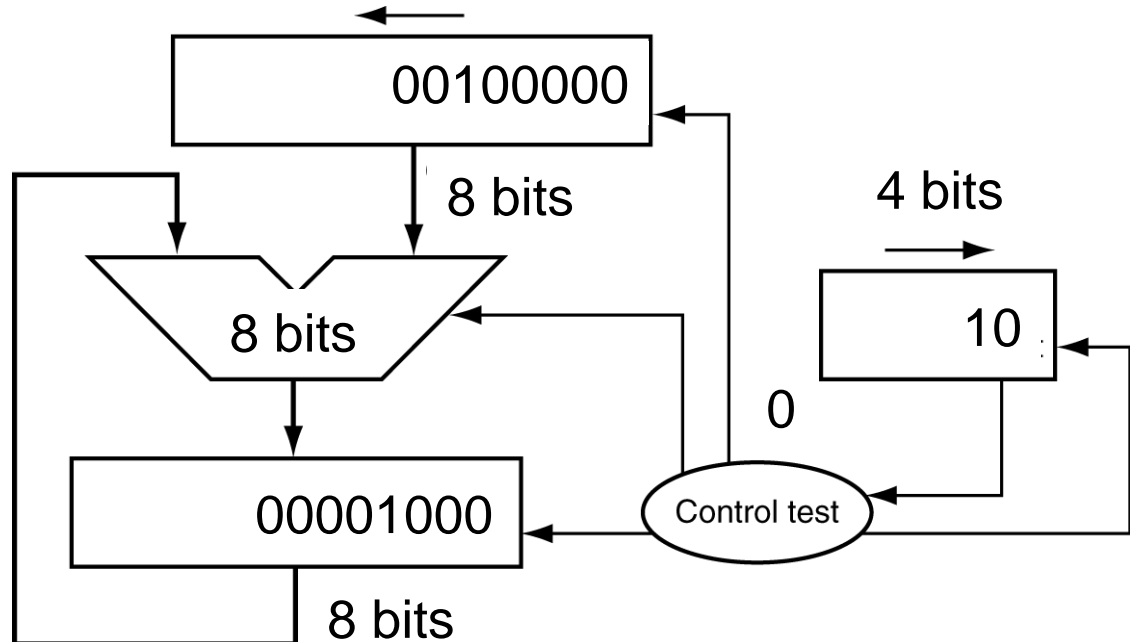 00100000
8 bits
4 bits
8 bits
10
0
00001000
Control test
8 bits